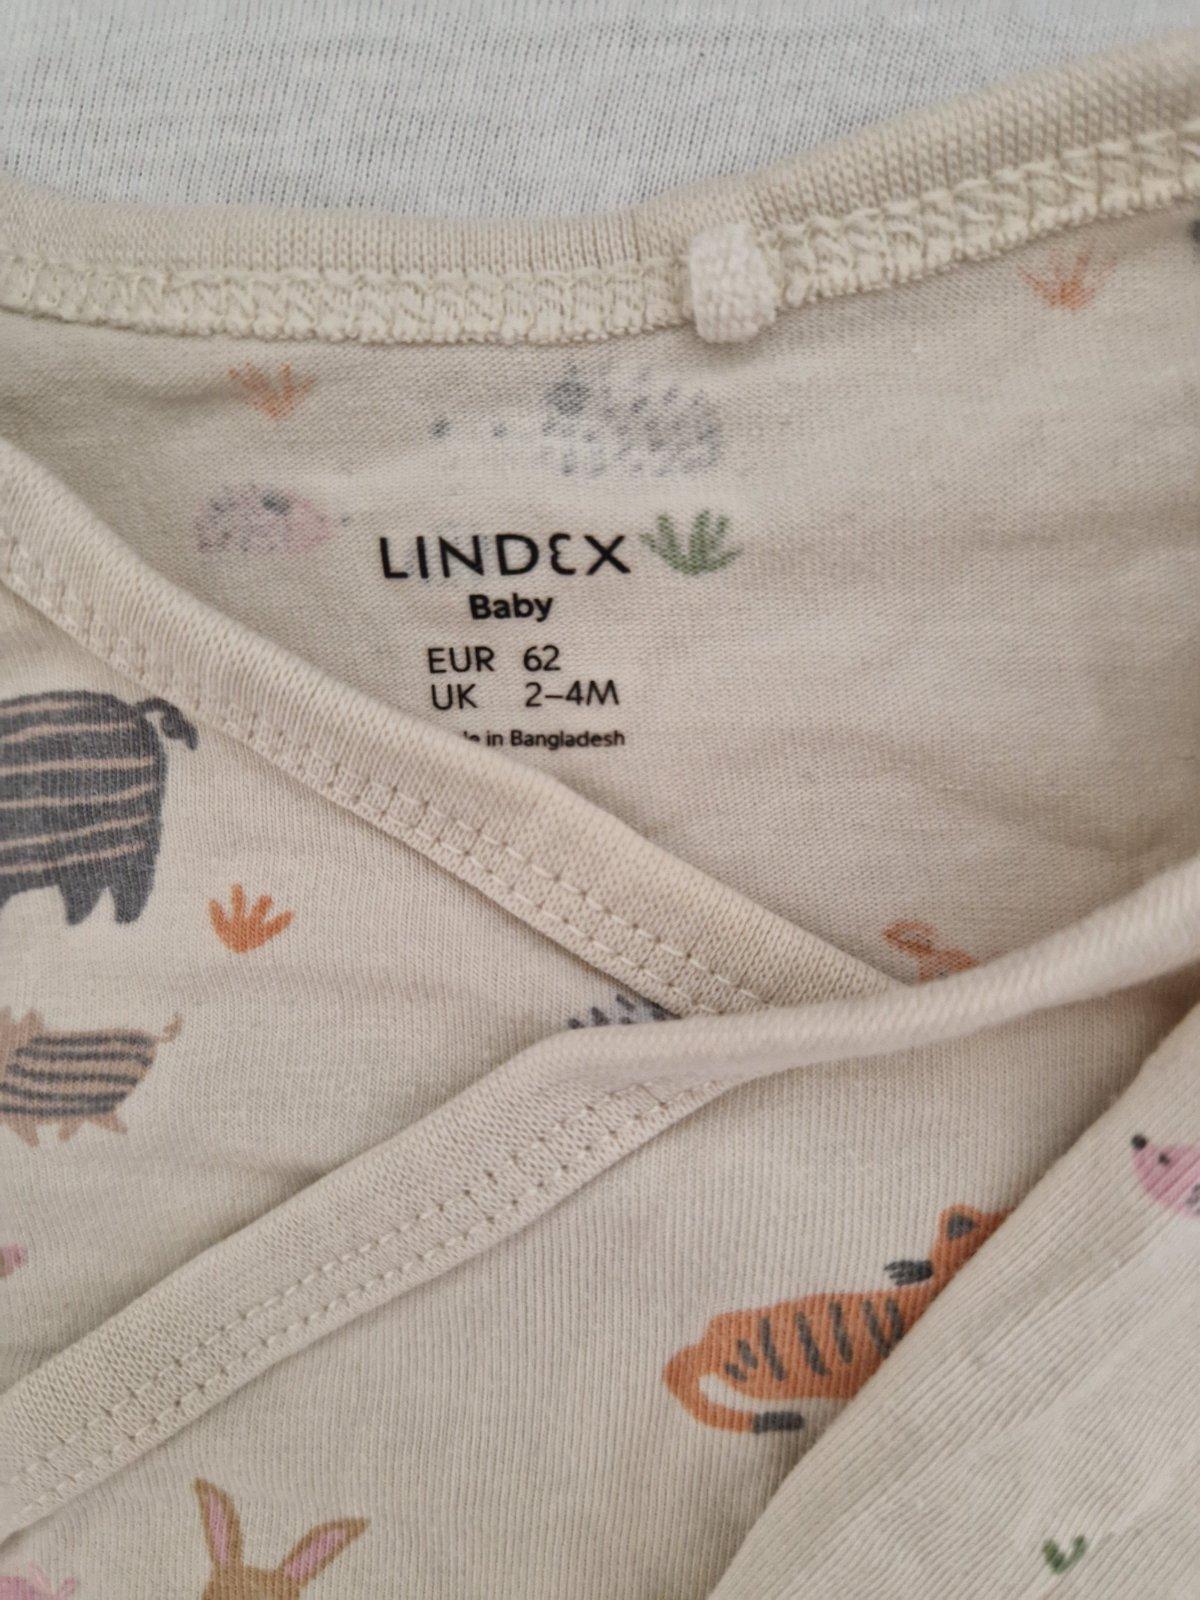 LINDEX
Baby
EUR 62
UK 2–4M
in Bangladesh